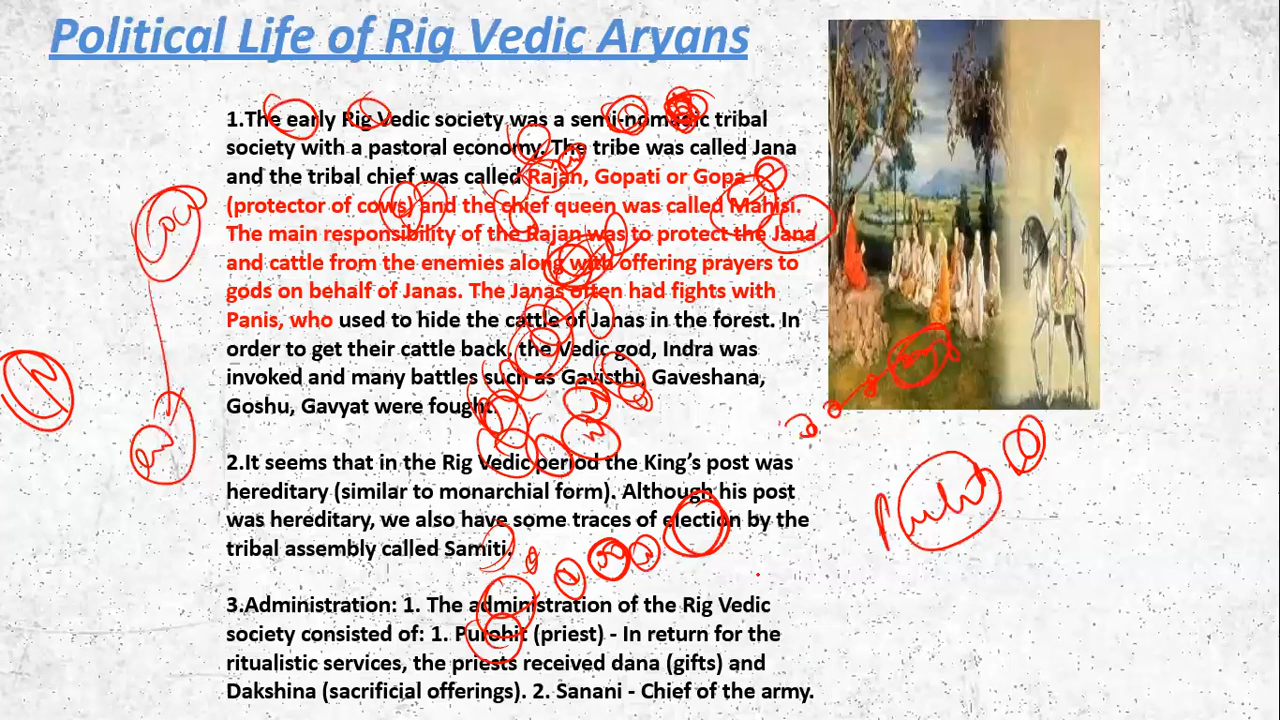 Political Life of Rig Vedic Aryans
1.The early Rig Vedic society was a semi-nomadic tribal
society with a pastoral economy. The tribe was called Jana
and the tribal chief was called Rajan, Gopati or Gopa
(protector of cows) and the chief queen was called Mahisi.
The main responsibility of the Rajan was to protect the Jana
and cattle from the enemies along with offering prayers to
gods on behalf of Janas. The Janas often had fights with
Panis, who used to hide the cattle of Janas in the forest. In
order to get their cattle back, the Vedic god, Indra was
invoked and many battles such as Gavisthi, Gaveshana,
Goshu, Gavyat were fought.
2.It seems that in the Rig Vedic period the King’s post was
hereditary (similar to monarchial form). Although his post
was hereditary, we also have some traces of election by the
tribal assembly called Samiti.
3.Administration: 1. The administration of the Rig Vedic
society consisted of: 1. Purohit (priest) - In return for the
ritualistic services, the priests received dana (gifts) and
Dakshina (sacrificial offerings). 2. Sanani - Chief of the army.